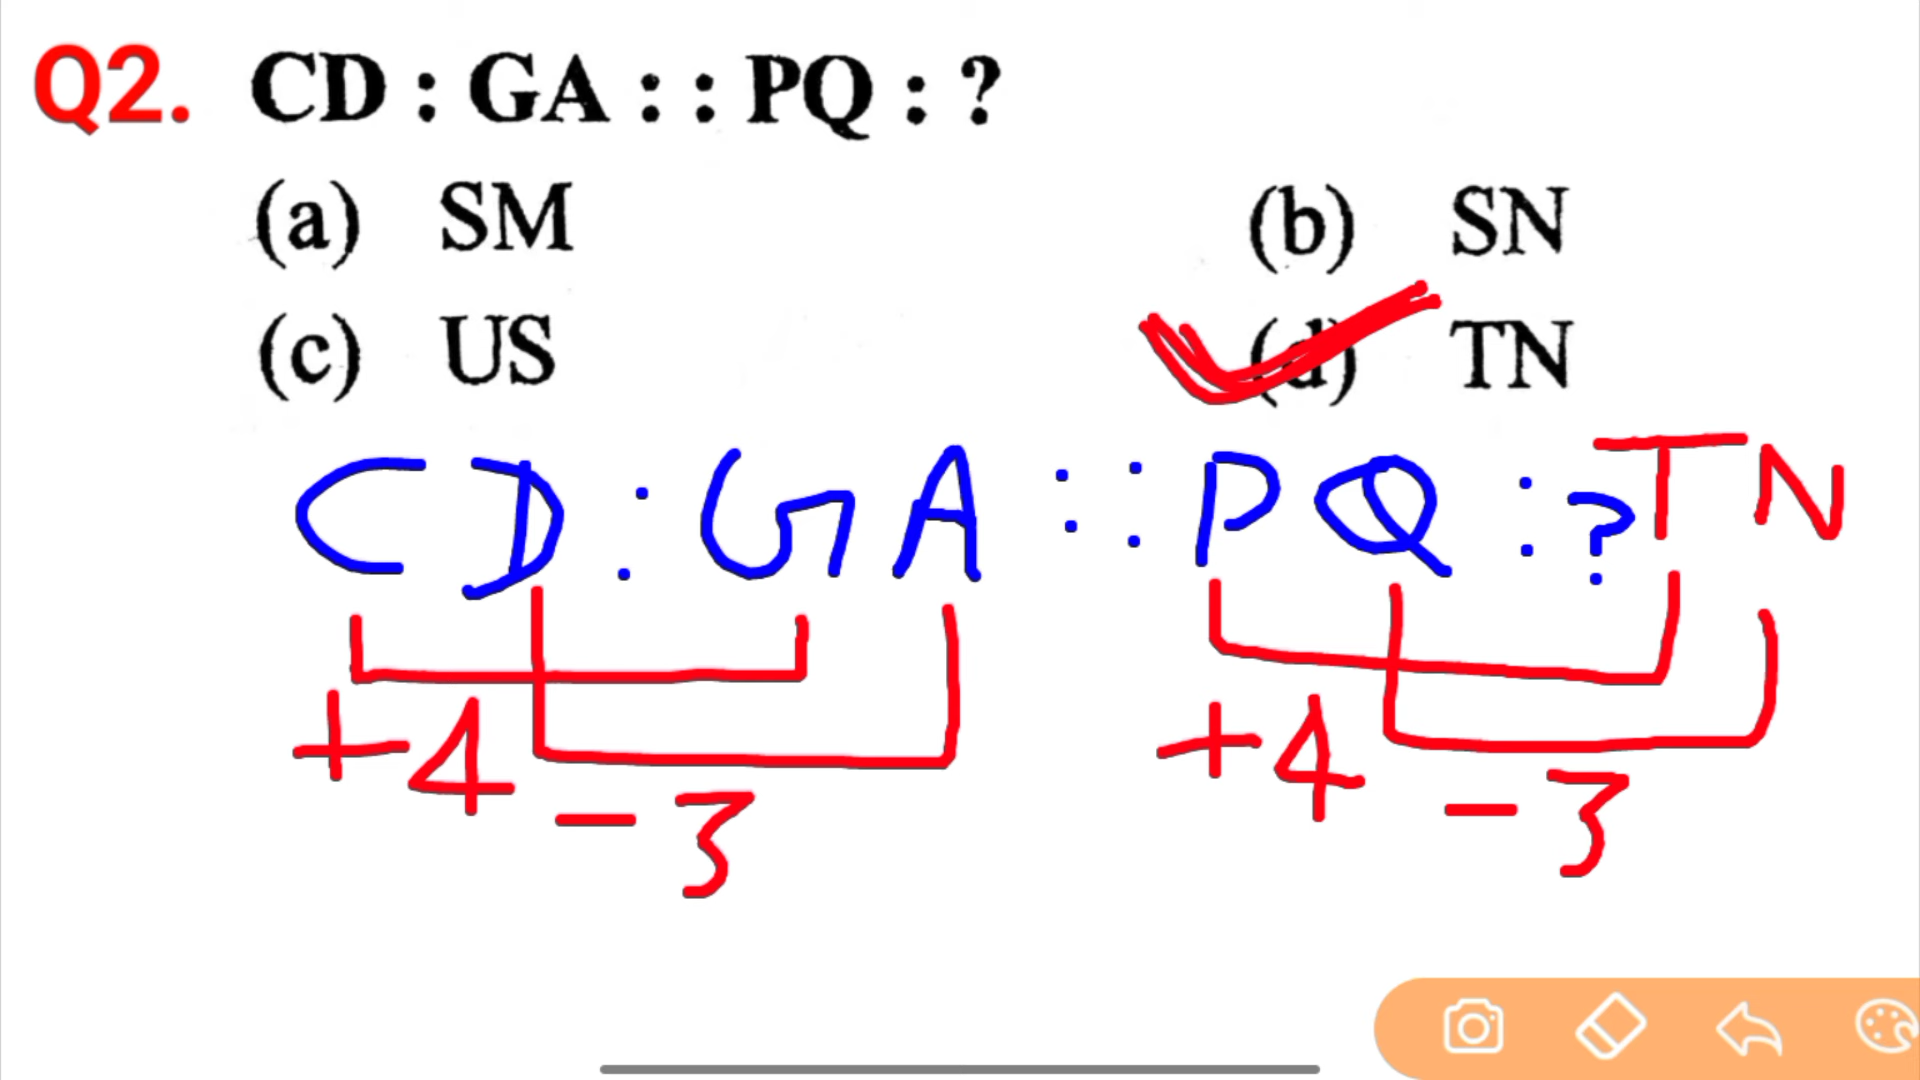 Q2. CD : GA : : PQ : ?
(a) SM (b) SN
(c) US (d) TN
CD : GA :: PQ : ? TN
+4 -3 +4 -3